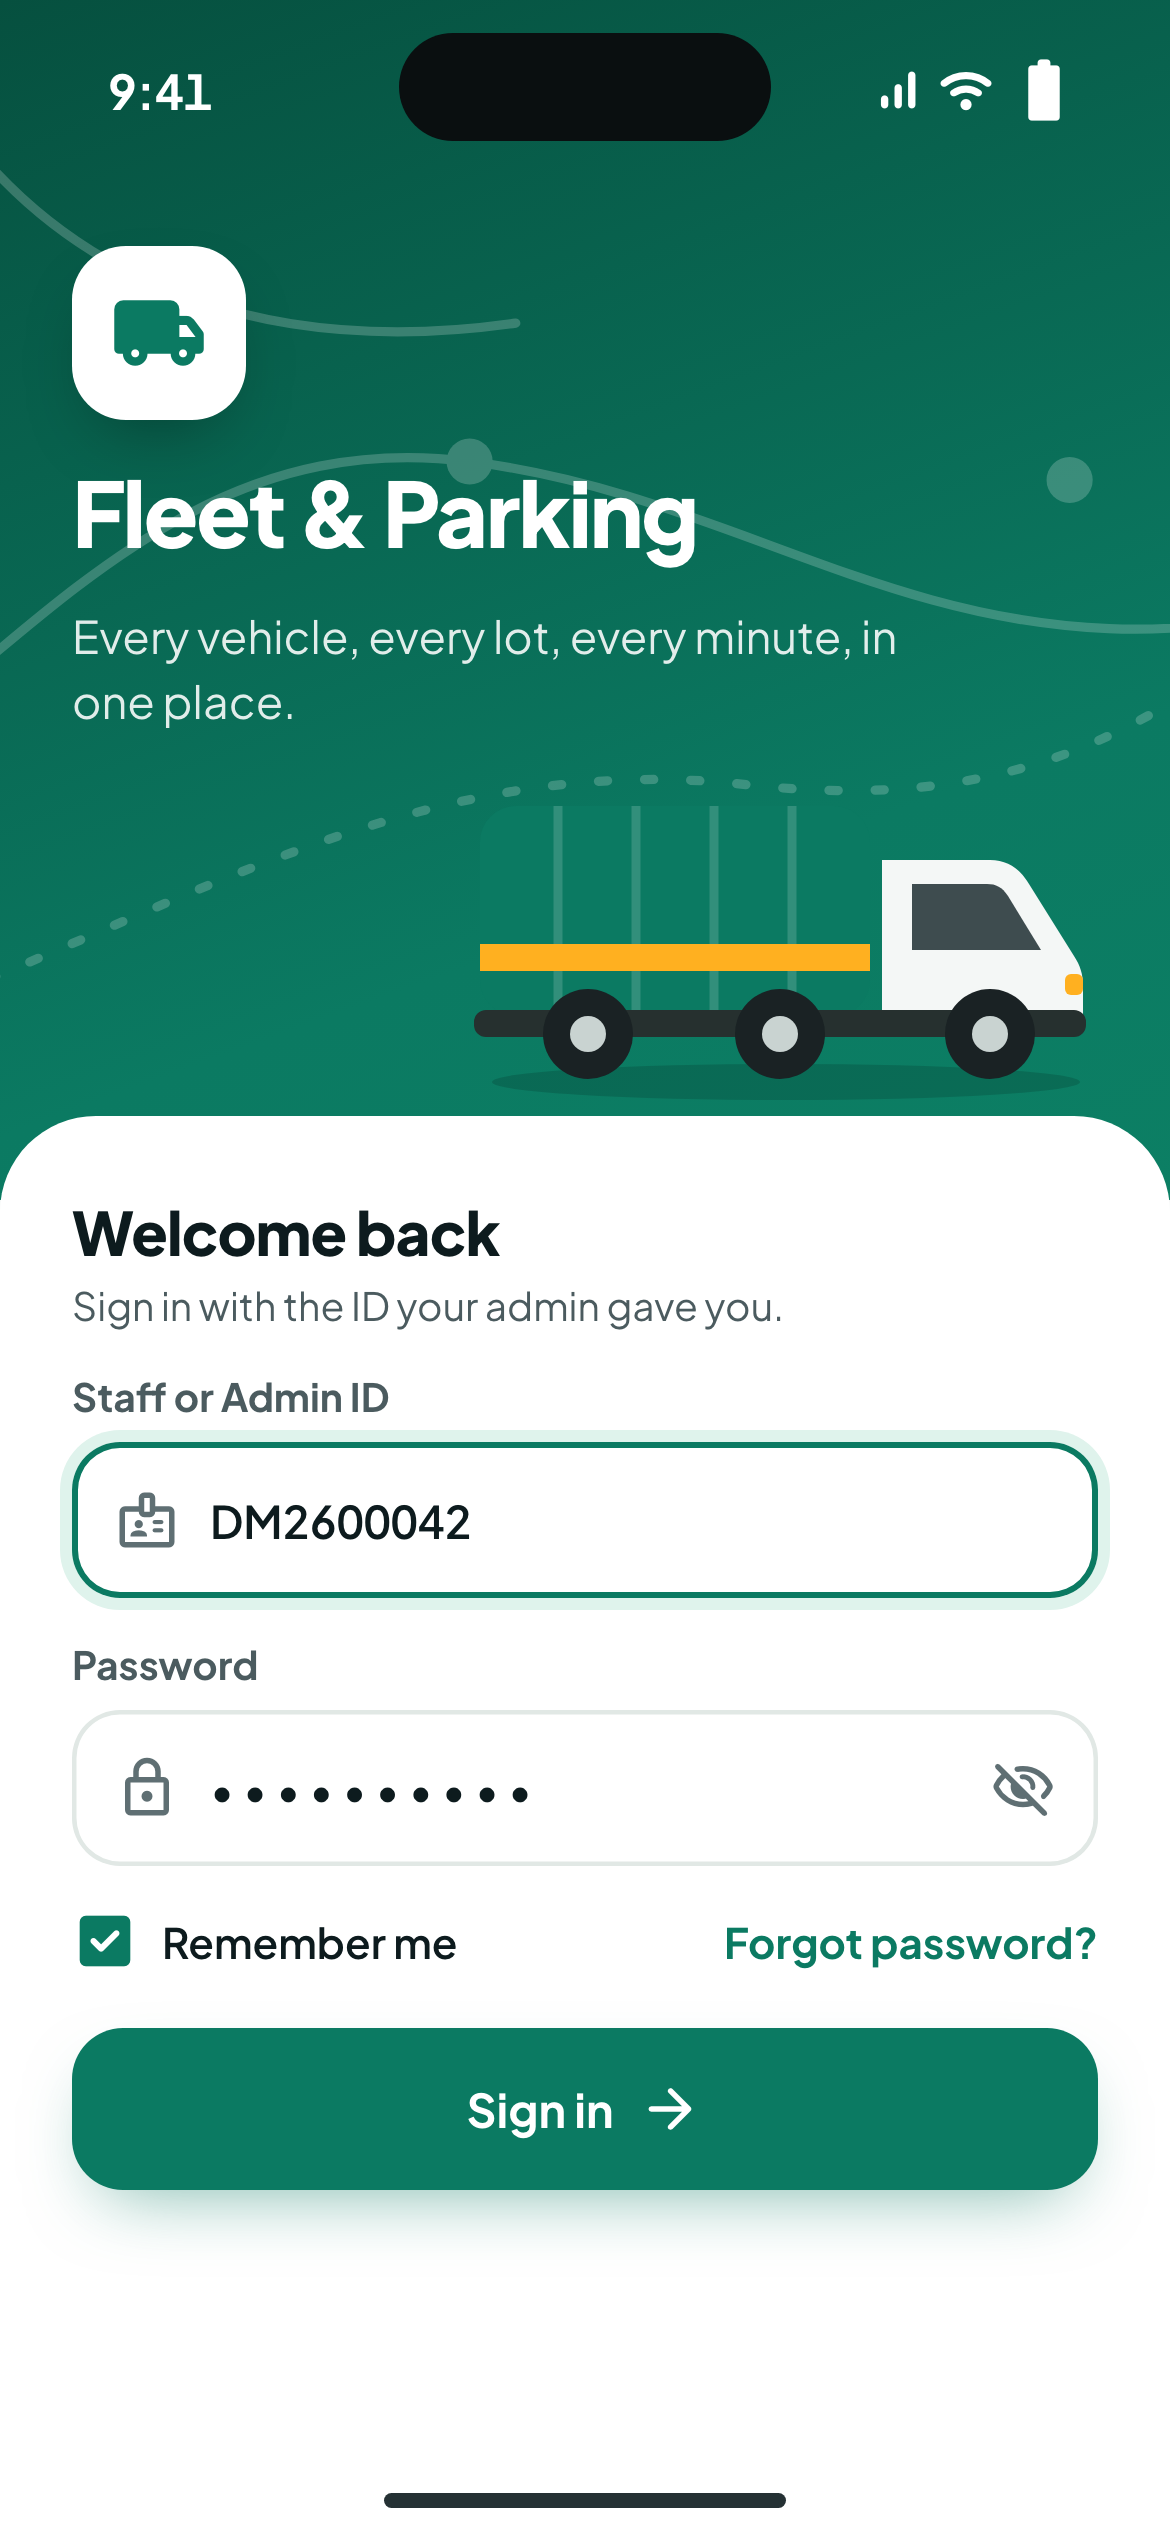 9:41
Fleet & Parking
Every vehicle, every lot, every minute, in
one place.
Welcome back
Sign in with the ID your admin gave you.
Staff or Admin ID
DM2600042
Password
••••••••••
Remember me
Forgot password?
Sign in